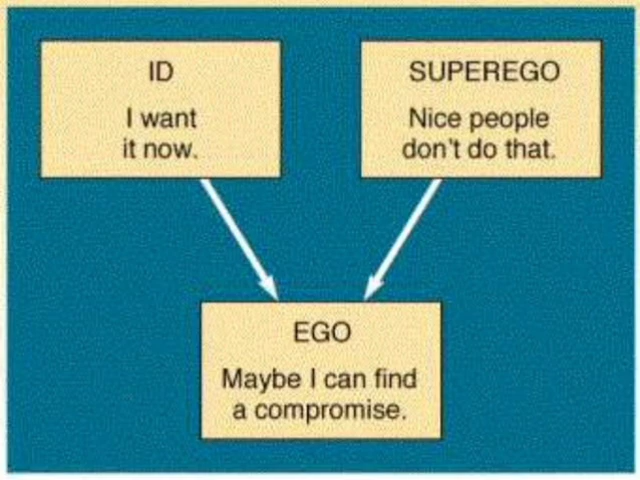 ID
I want
it now.
SUPEREGO
Nice people
don't do that.
EGO
Maybe I can find
a compromise.